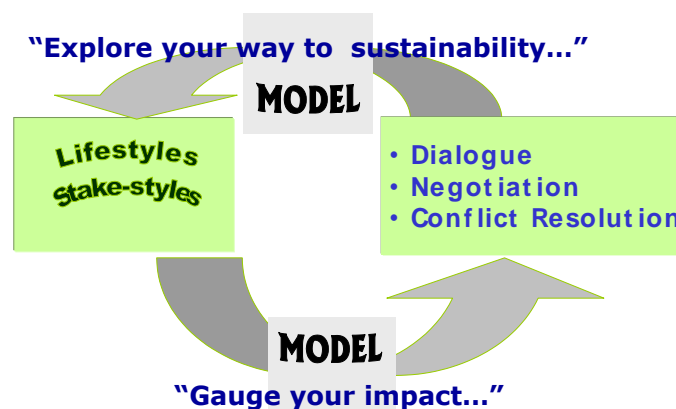 “Explore your way to sustainability...”
MODEL
Lifestyles
Stake-styles
• Dialogue
• Negotiation
• Conflict Resolution
MODEL
“Gauge your impact...”